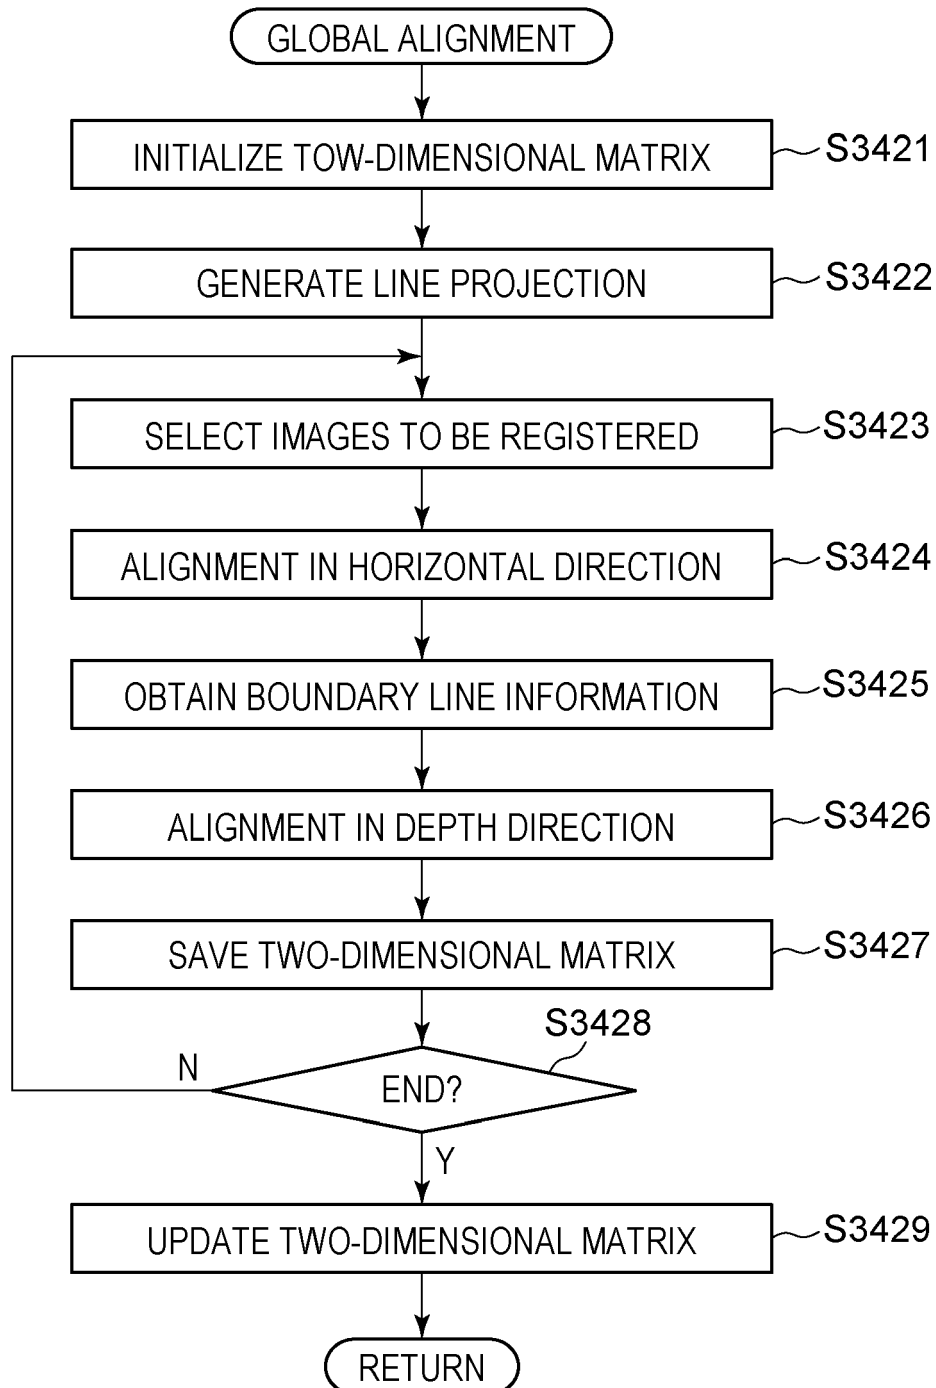 GLOBAL ALIGNMENT
INITIALIZE TOW-DIMENSIONAL MATRIX
S3421
GENERATE LINE PROJECTION
S3422
SELECT IMAGES TO BE REGISTERED
S3423
ALIGNMENT IN HORIZONTAL DIRECTION
S3424
OBTAIN BOUNDARY LINE INFORMATION
S3425
ALIGNMENT IN DEPTH DIRECTION
S3426
SAVE TWO-DIMENSIONAL MATRIX
S3427
S3428
N
END?
Y
UPDATE TWO-DIMENSIONAL MATRIX
S3429
RETURN